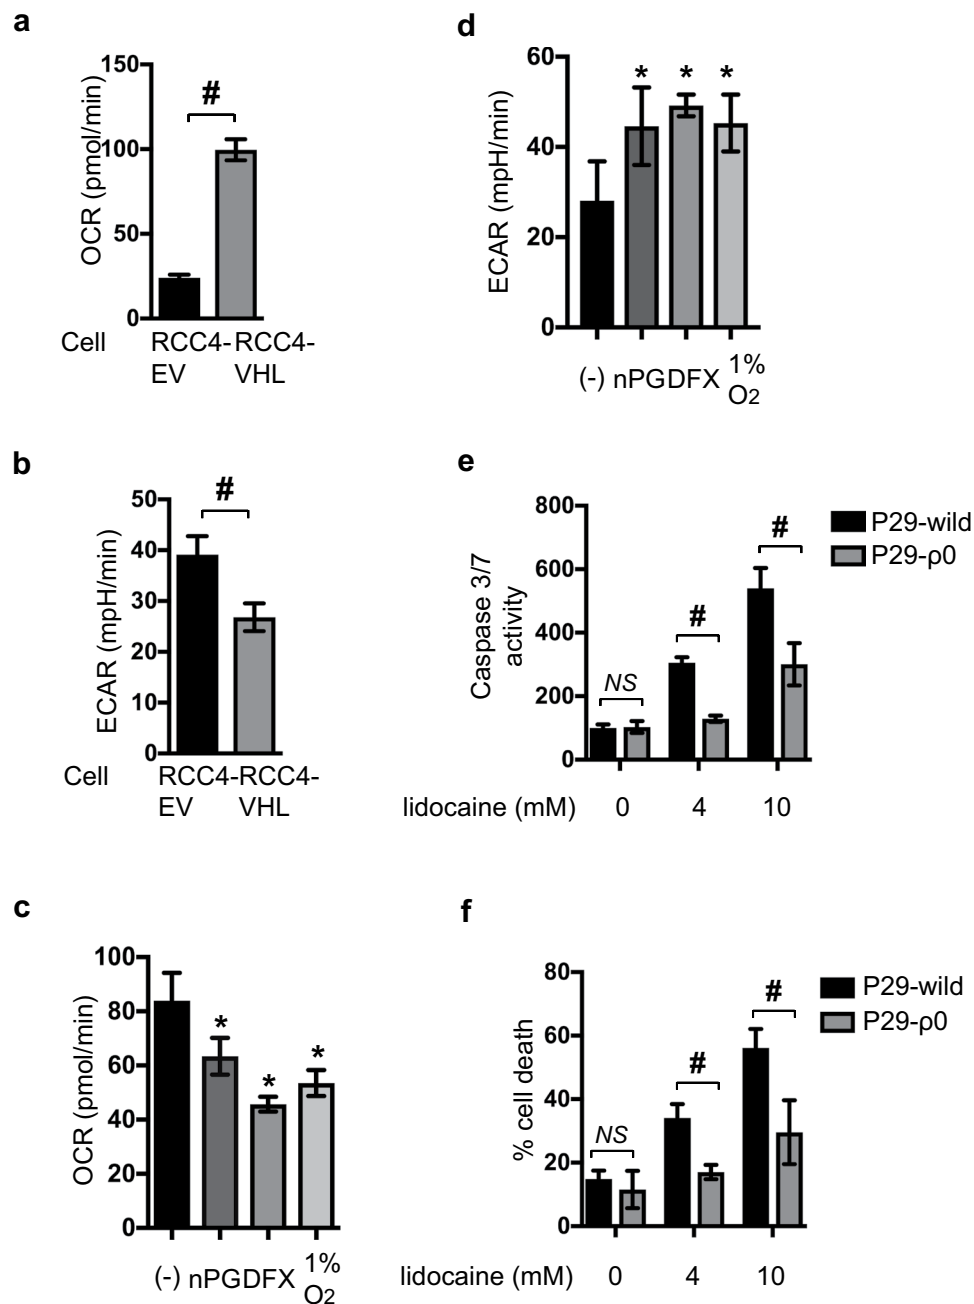 a
150
100
50
0
OCR (pmol/min)
#
Cell
RCC4-RCC4-
EV VHL
b
50
40
30
20
10
0
ECAR (mpH/min)
#
Cell
RCC4-RCC4-
EV VHL
c
100
80
60
40
20
0
OCR (pmol/min)
* * *
(-) nPGDFX 1%
O2
d
60
40
20
0
ECAR (mpH/min)
* * *
(-) nPGDFX 1%
O2
e
800
600
400
200
0
Caspase 3/7
activity
NS
#
#
P29-wild
P29-ρ0
lidocaine (mM) 0 4 10
f
80
60
40
20
0
% cell death
NS
#
#
P29-wild
P29-ρ0
lidocaine (mM) 0 4 10